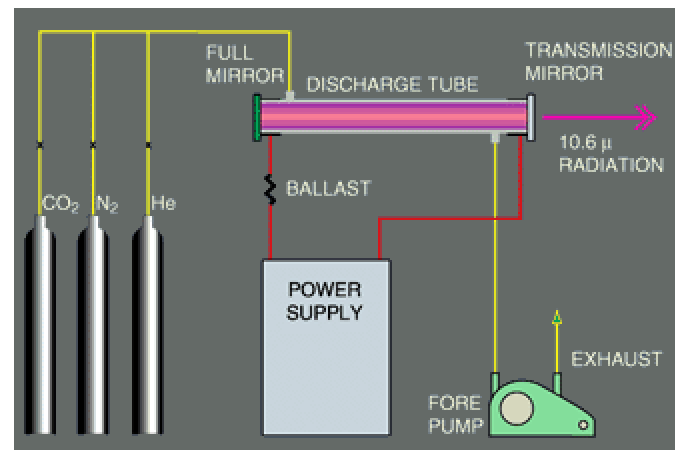 FULL
MIRROR
DISCHARGE TUBE
TRANSMISSION
MIRROR
10.6 μ
RADIATION
CO₂
N₂
He
BALLAST
POWER
SUPPLY
EXHAUST
FORE
PUMP